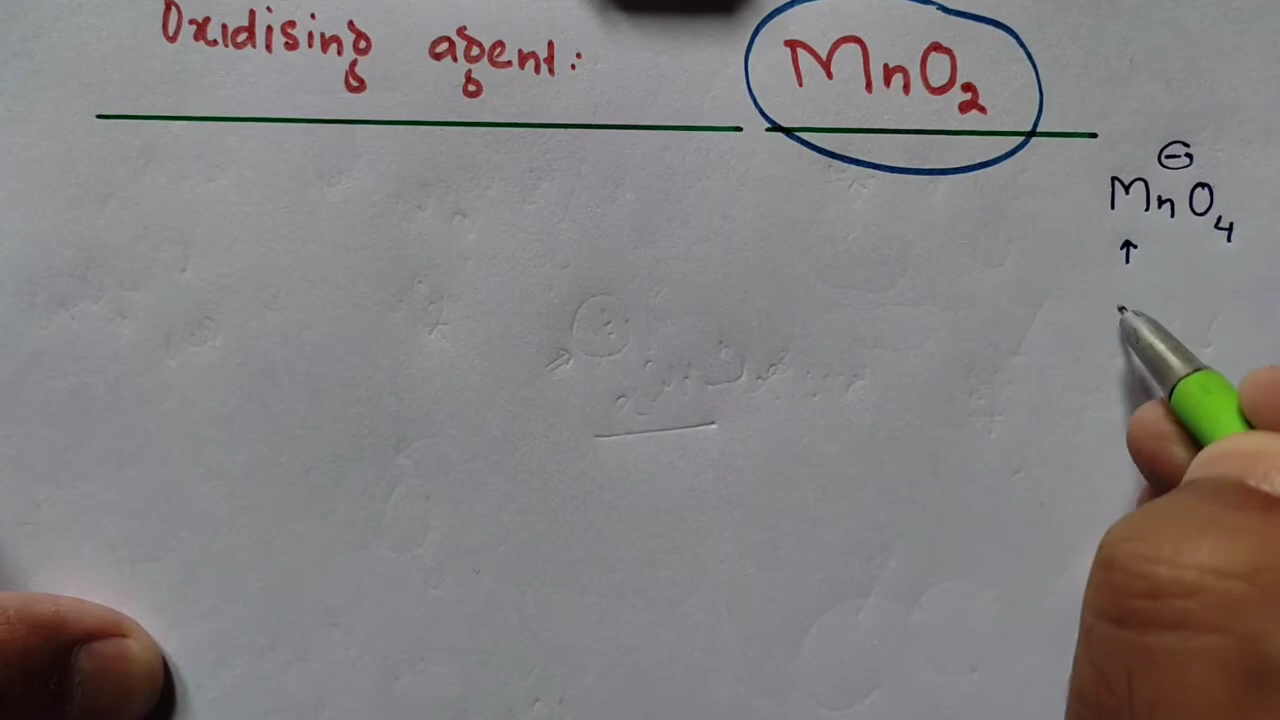 Oxidising agent: MnO₂
⊖
MnO₄
↑